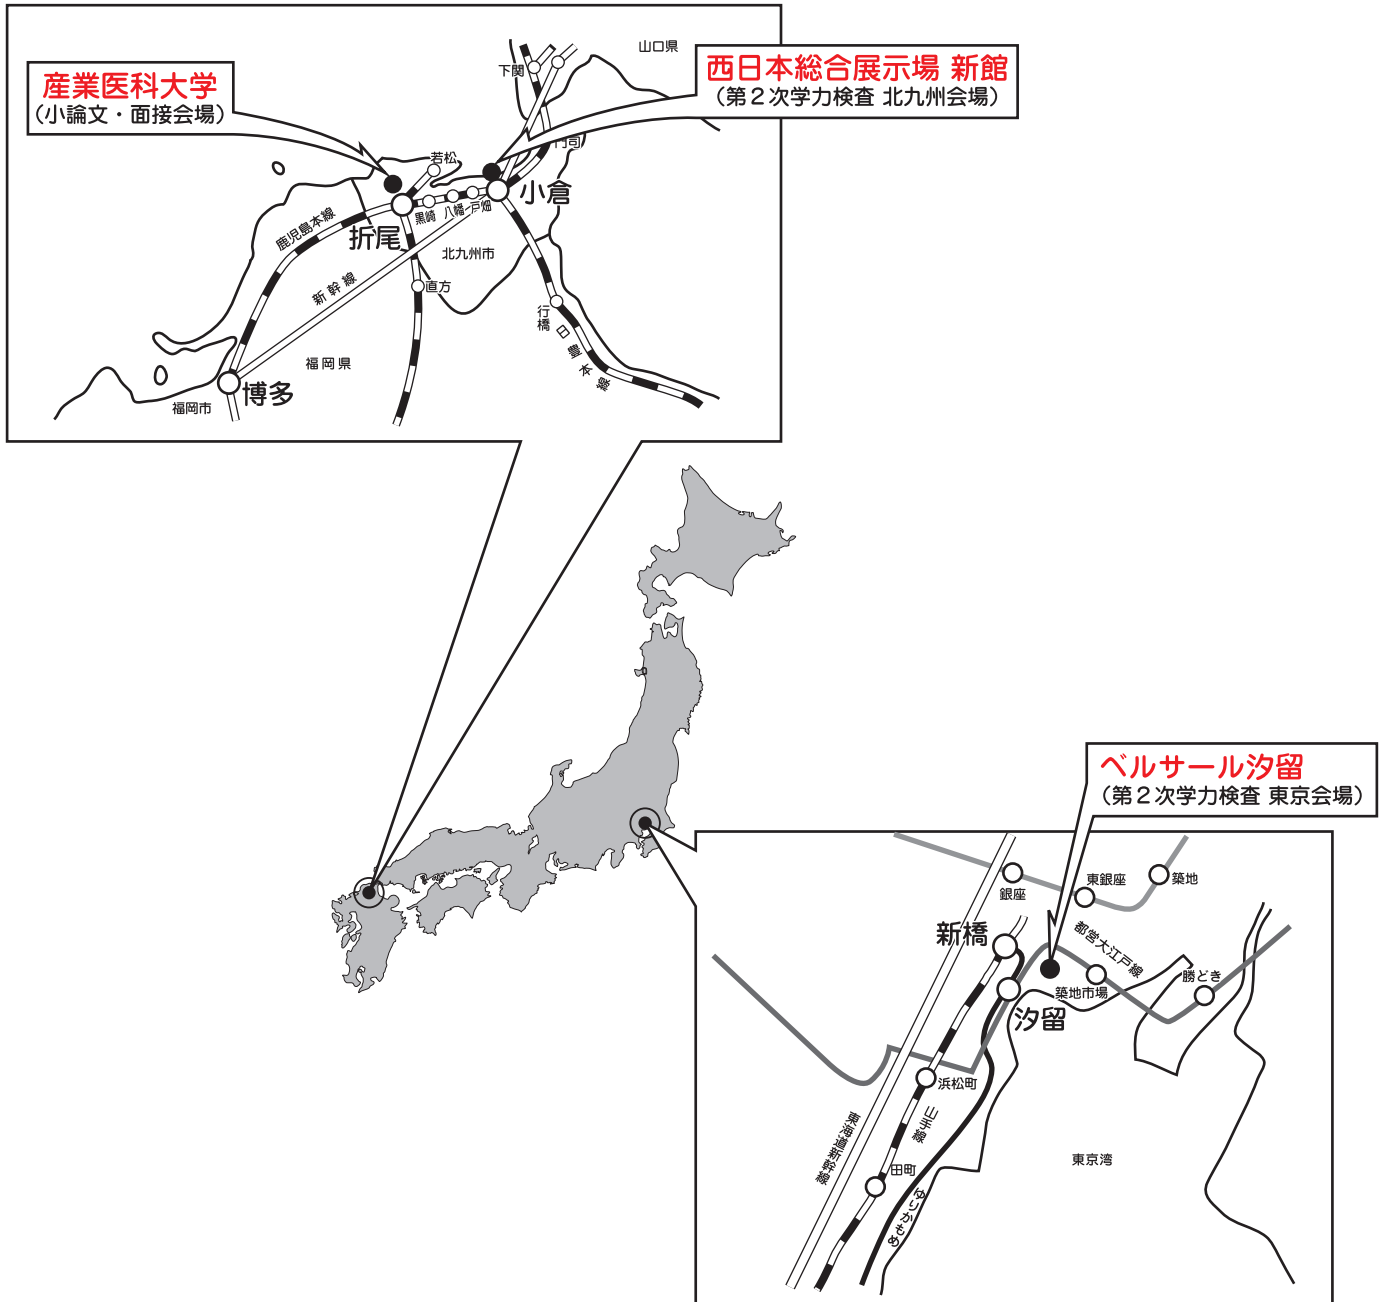 山口県
下関
西日本総合展示場 新館
（第２次学力検査 北九州会場）
産業医科大学
（小論文・面接会場）
門司
若松
小倉
黒崎
八幡
戸畑
鹿児島本線
折尾
北九州市
新幹線
直方
行橋
日豊本線
福岡県
博多
福岡市
ベルサール汐留
（第２次学力検査 東京会場）
銀座
東銀座
築地
新橋
都営大江戸線
築地市場
勝どき
汐留
浜松町
山手線
東海道新幹線
田町
東京湾
ゆりかもめ